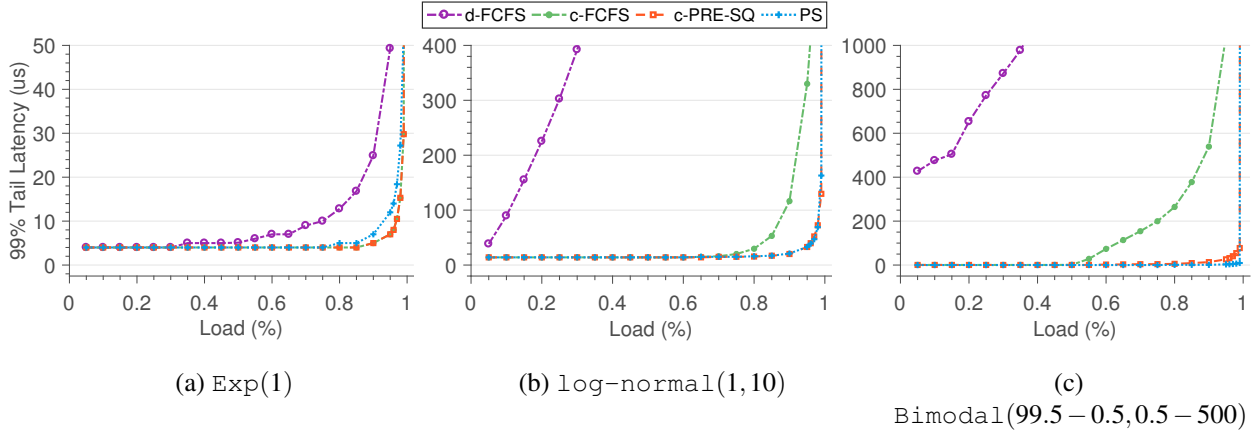 d-FCFS c-FCFS c-PRE-SQ PS
99% Tail Latency (us)
50
40
30
20
10
0
0 0.2 0.4 0.6 0.8 1
Load (%)
(a) Exp(1)
400
300
200
100
0
0 0.2 0.4 0.6 0.8 1
Load (%)
(b) log-normal(1,10)
1000
800
600
400
200
0
0 0.2 0.4 0.6 0.8 1
Load (%)
(c)
Bimodal(99.5 − 0.5,0.5 − 500)